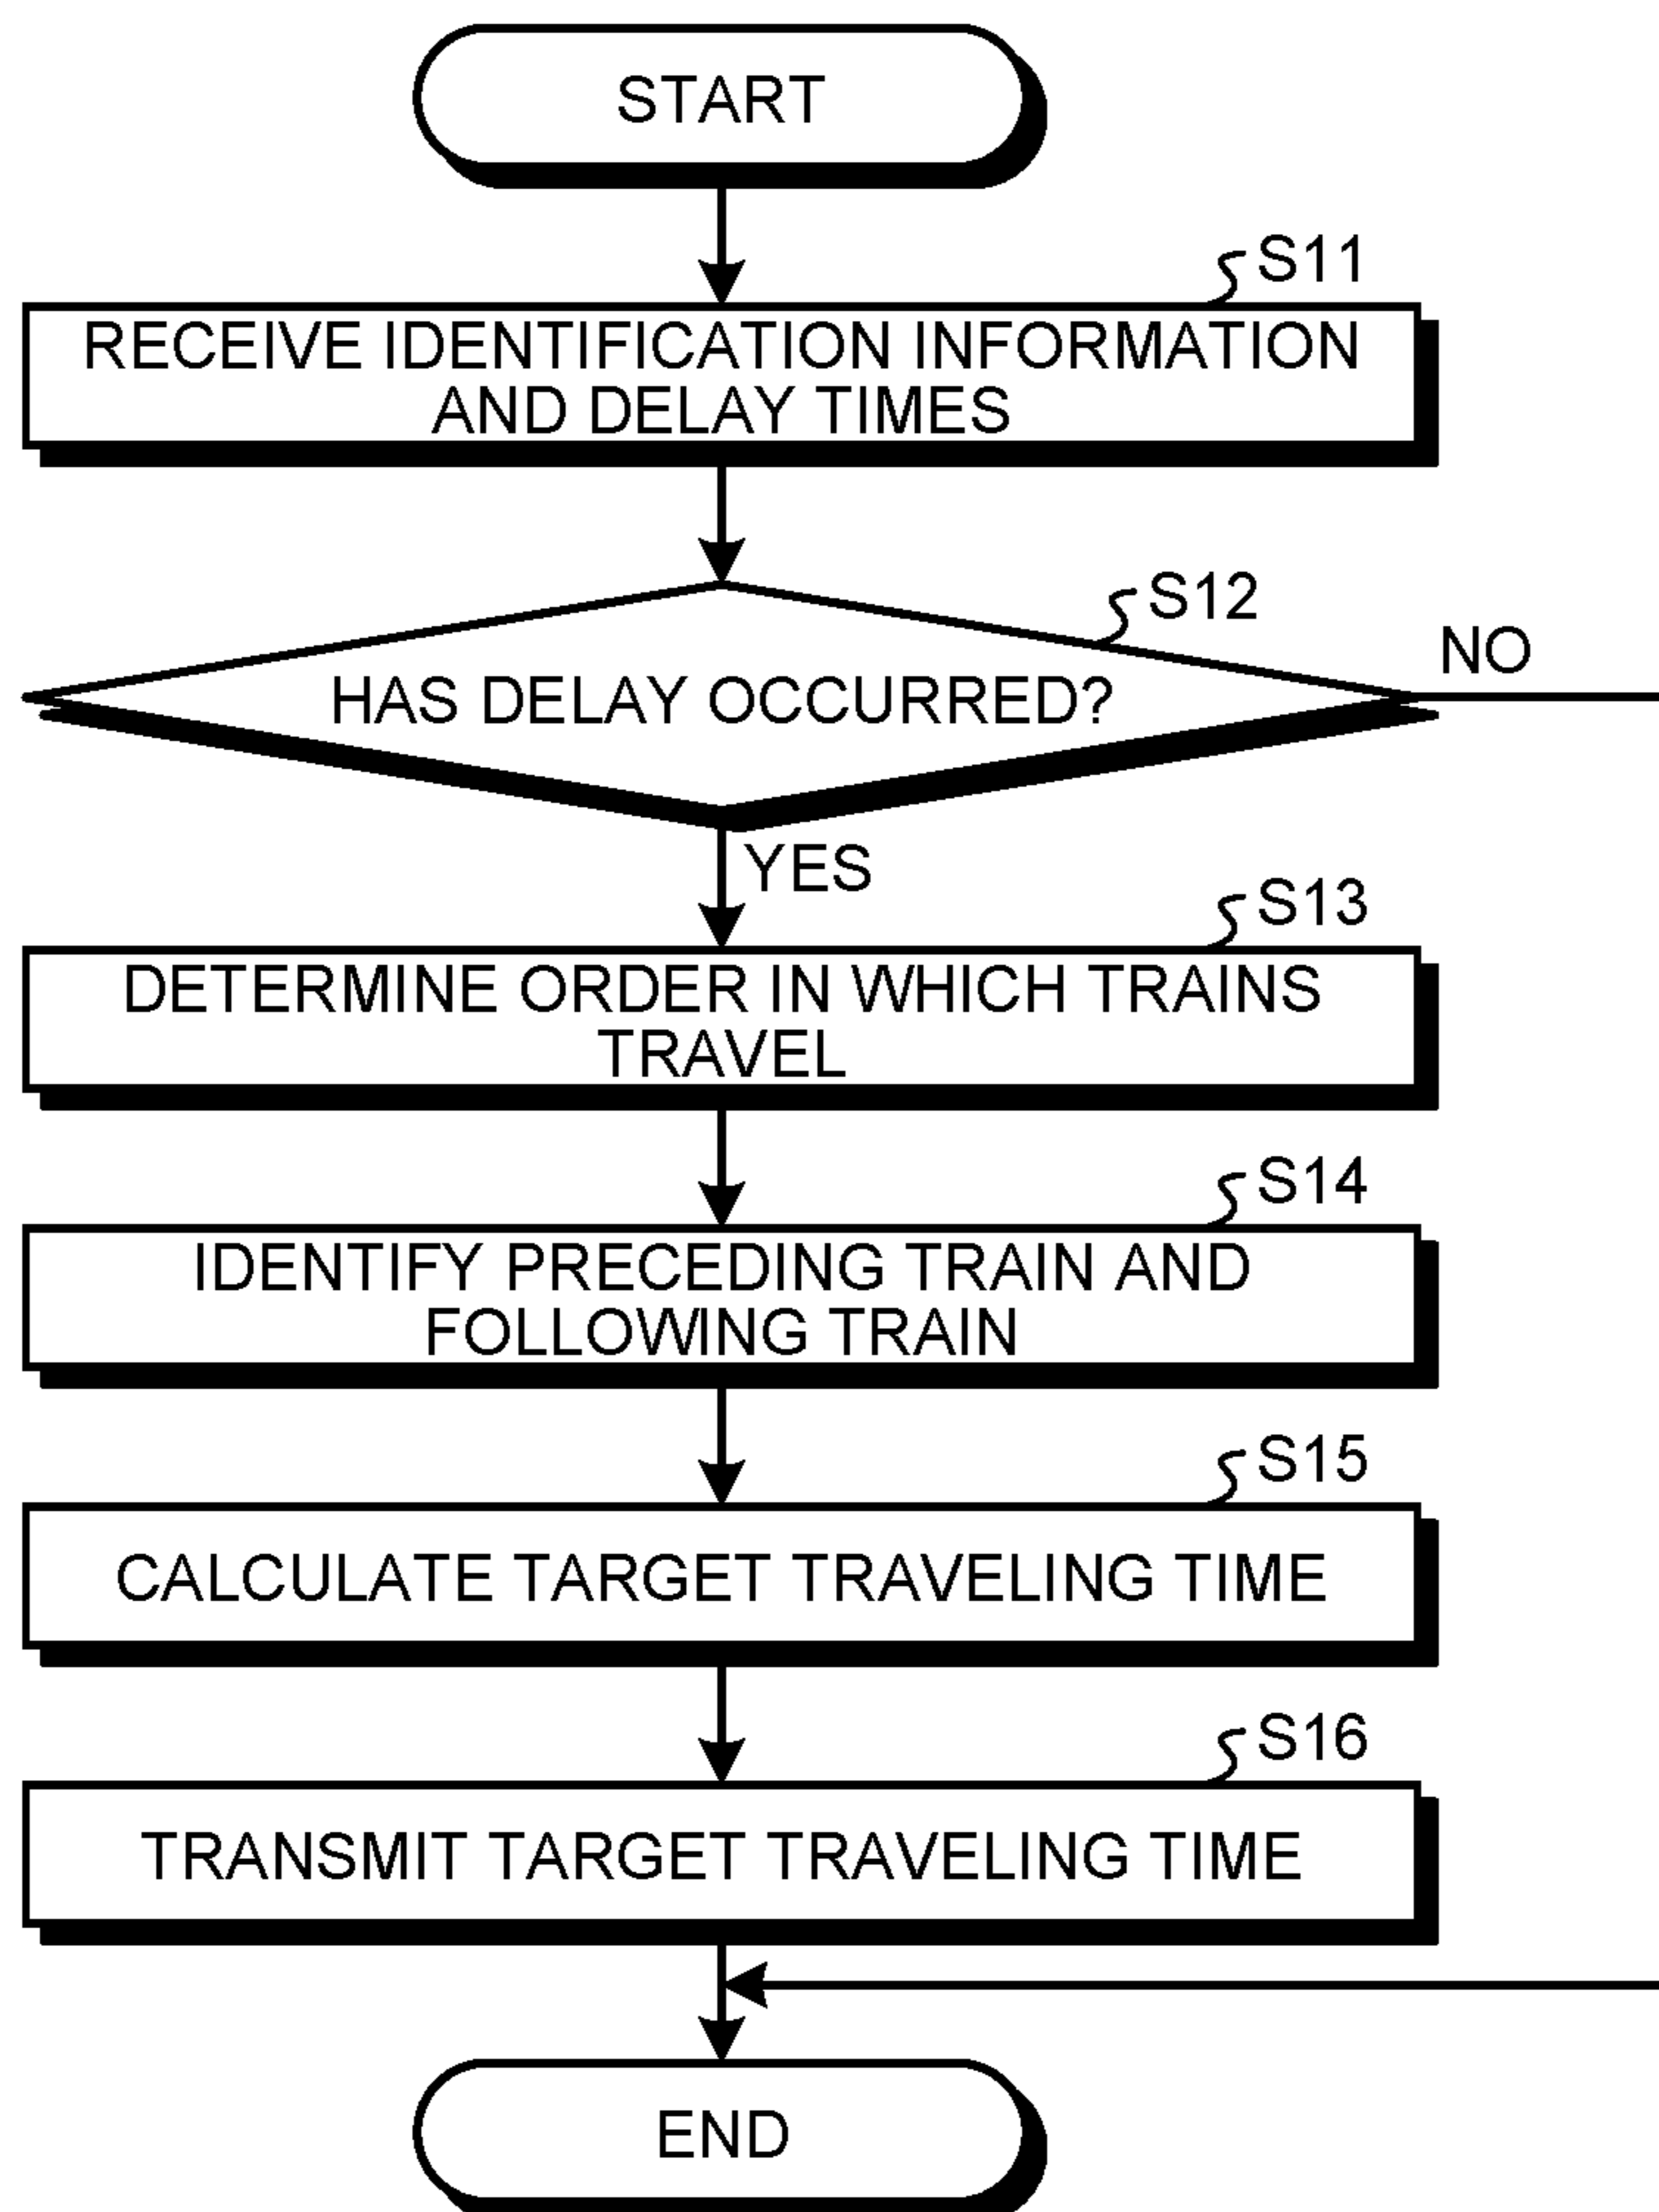 START
S11
RECEIVE IDENTIFICATION INFORMATION
AND DELAY TIMES
S12
NO
HAS DELAY OCCURRED?
YES
S13
DETERMINE ORDER IN WHICH TRAINS
TRAVEL
S14
IDENTIFY PRECEDING TRAIN AND
FOLLOWING TRAIN
S15
CALCULATE TARGET TRAVELING TIME
S16
TRANSMIT TARGET TRAVELING TIME
END